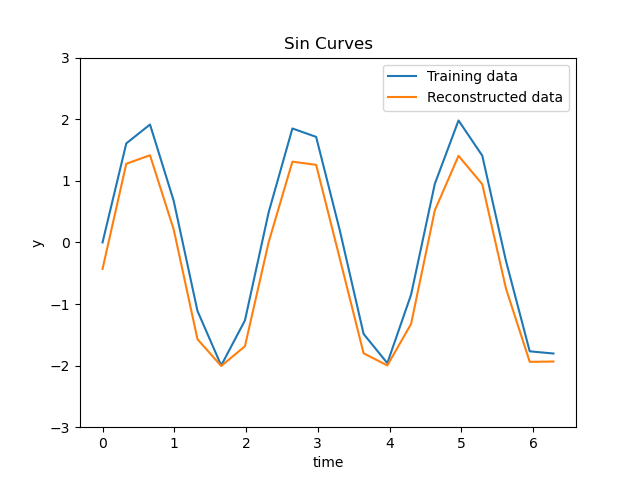 Sin Curves
Training data
Reconstructed data
y
3
2
1
0
−1
−2
−3
0 1 2 3 4 5 6
time